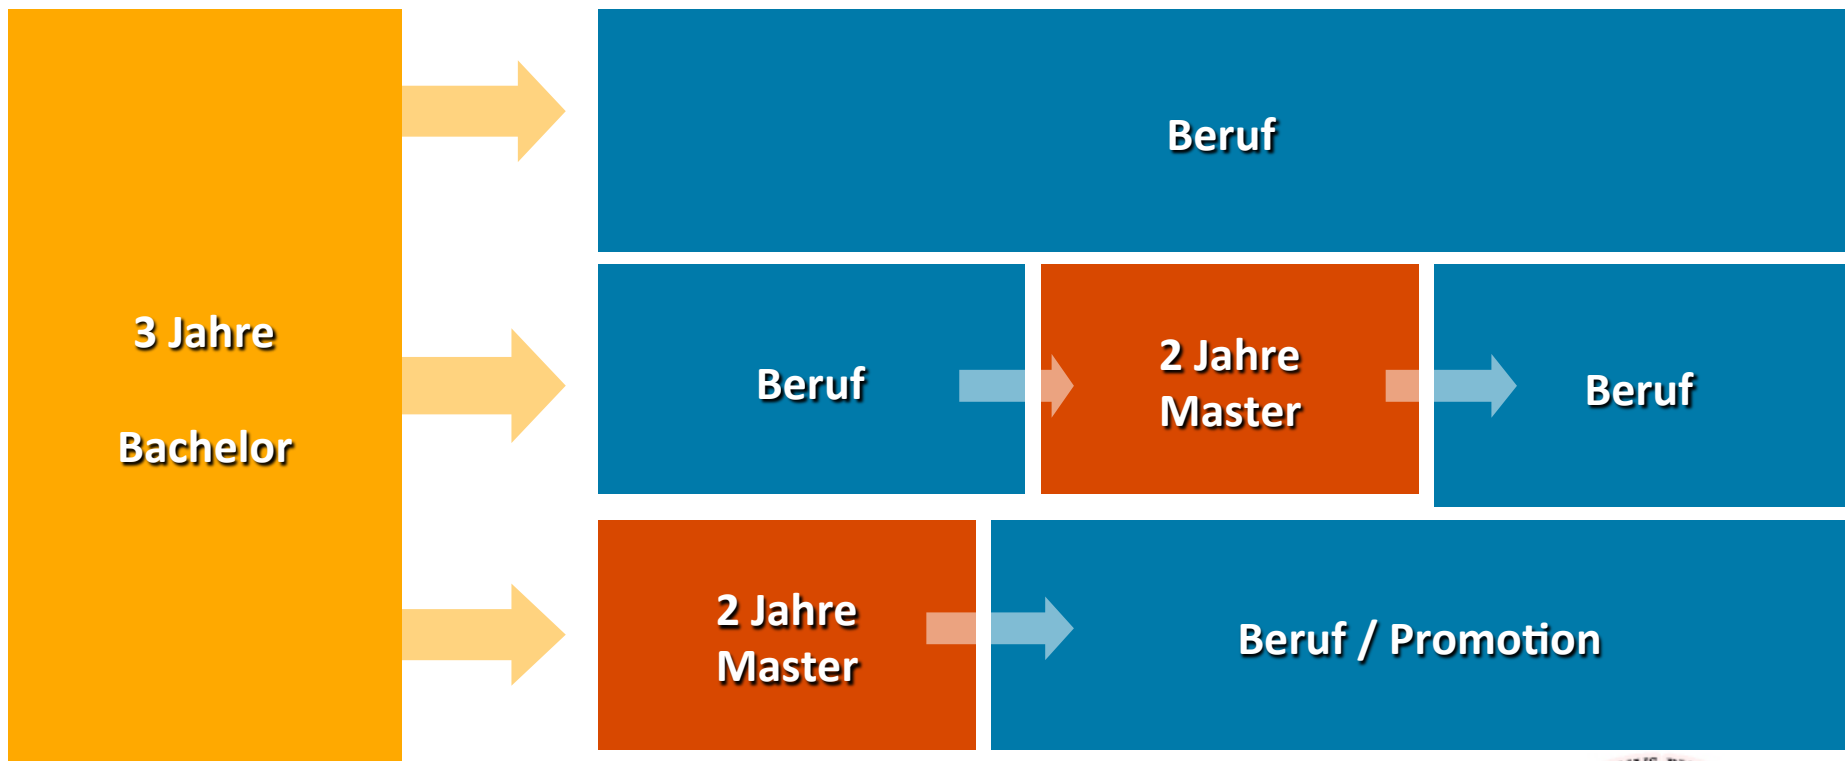 Beruf
3 Jahre
Bachelor
Beruf
2 Jahre
Master
Beruf
2 Jahre
Master
Beruf / Promotion